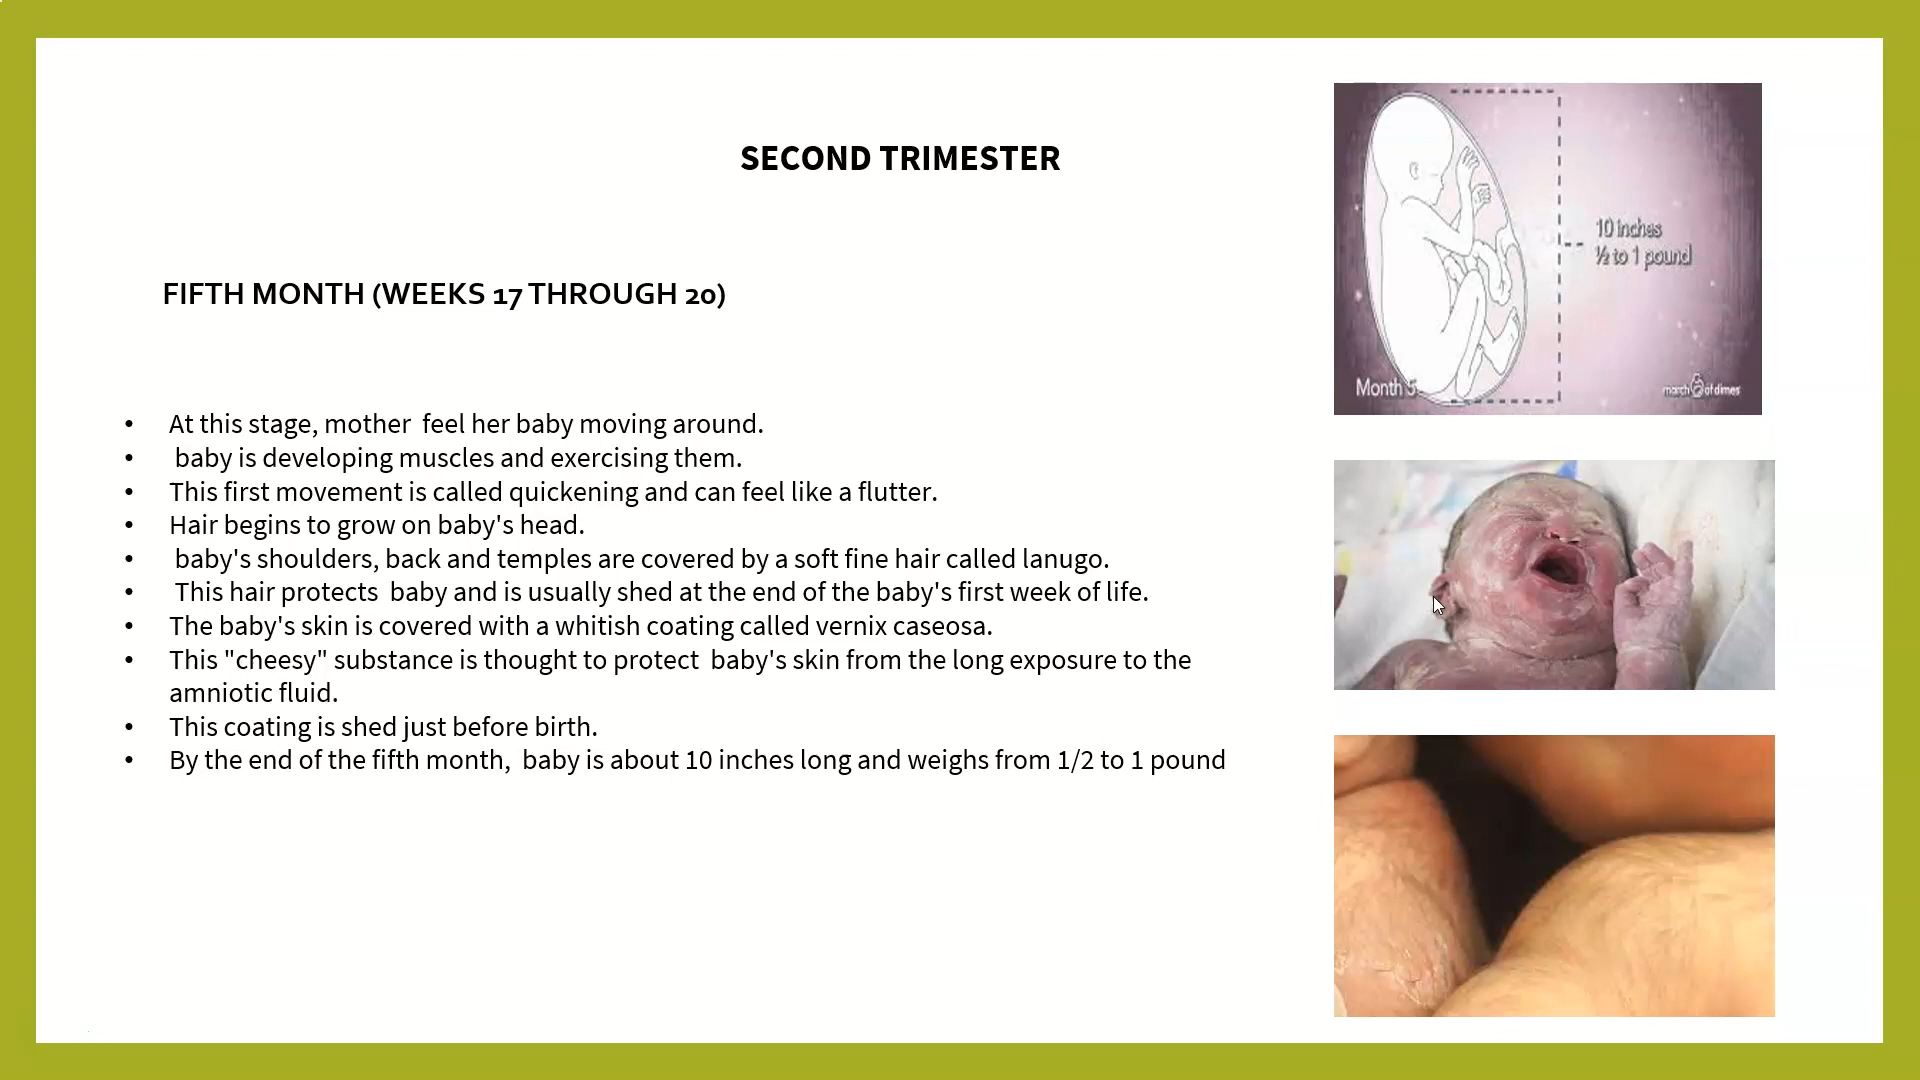 SECOND TRIMESTER
FIFTH MONTH (WEEKS 17 THROUGH 20)
• At this stage, mother  feel her baby moving around.
•  baby is developing muscles and exercising them.
• This first movement is called quickening and can feel like a flutter.
• Hair begins to grow on baby's head.
•  baby's shoulders, back and temples are covered by a soft fine hair called lanugo.
•  This hair protects  baby and is usually shed at the end of the baby's first week of life.
• The baby's skin is covered with a whitish coating called vernix caseosa.
• This "cheesy" substance is thought to protect  baby's skin from the long exposure to the
amniotic fluid.
• This coating is shed just before birth.
• By the end of the fifth month,  baby is about 10 inches long and weighs from 1/2 to 1 pound
10 inches
½ to 1 pound
Month 5
march of dimes